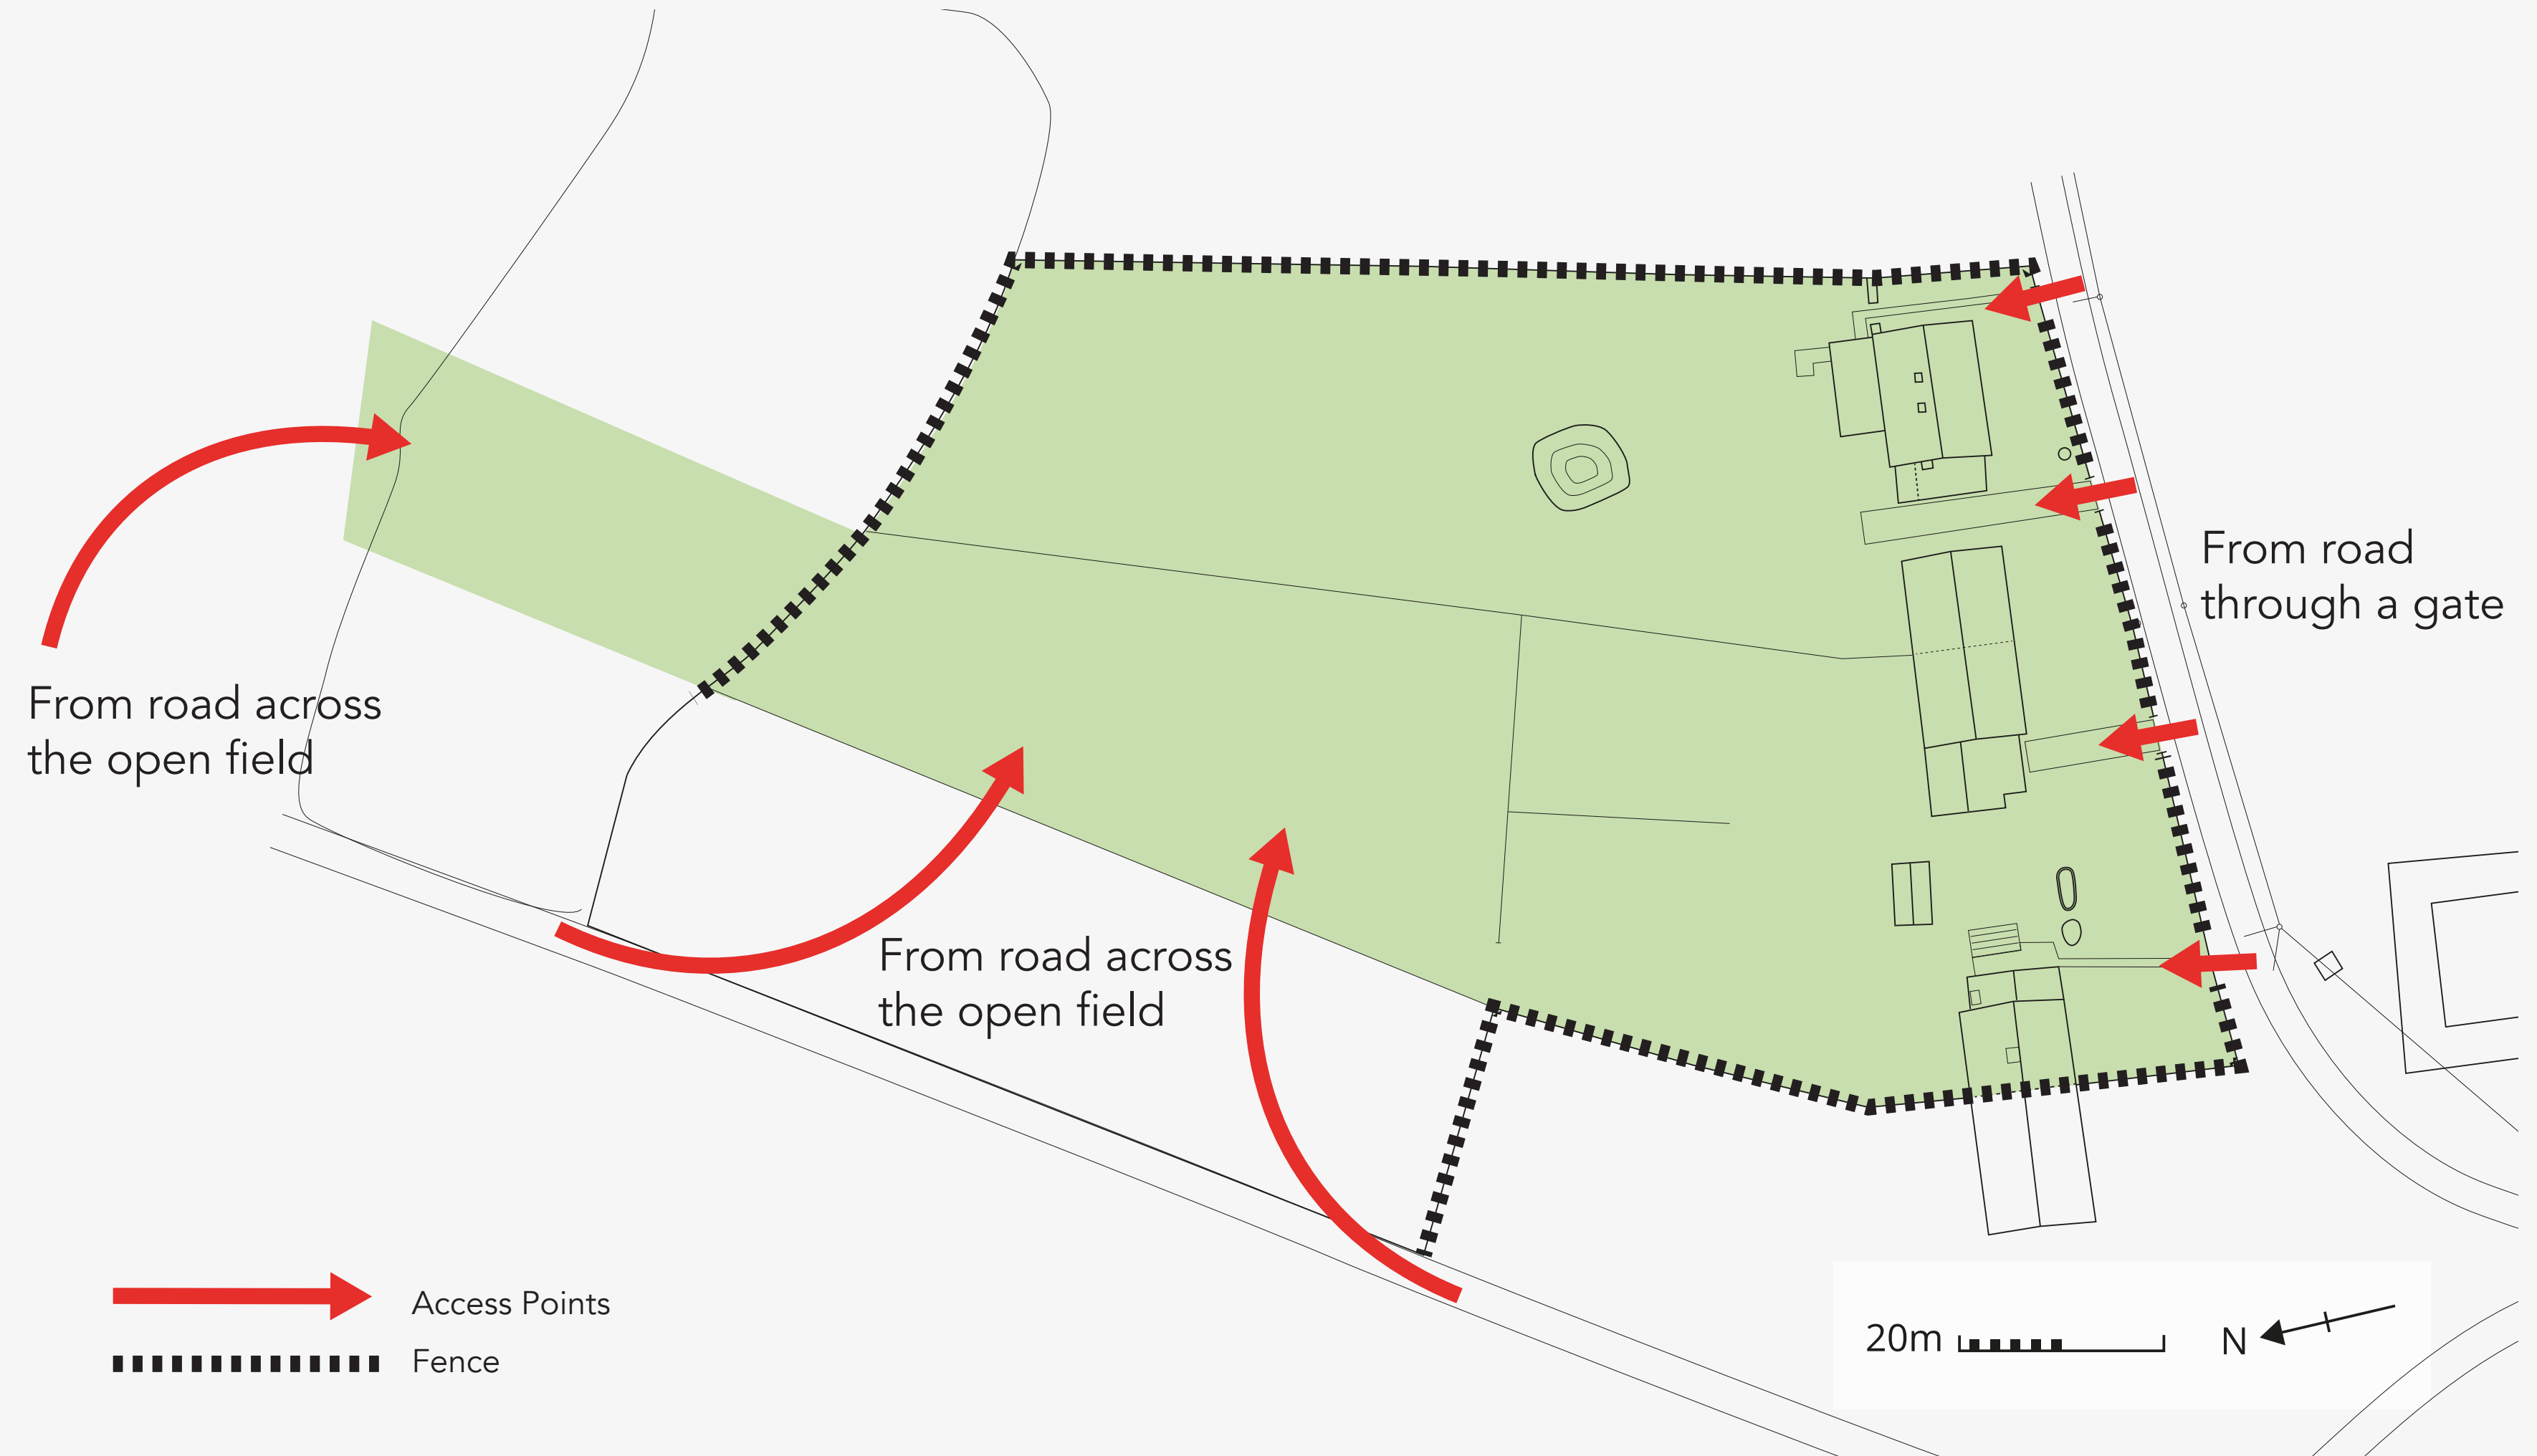 From road
through a gate
From road across
the open field
From road across
the open field
Access Points
Fence
20m
N